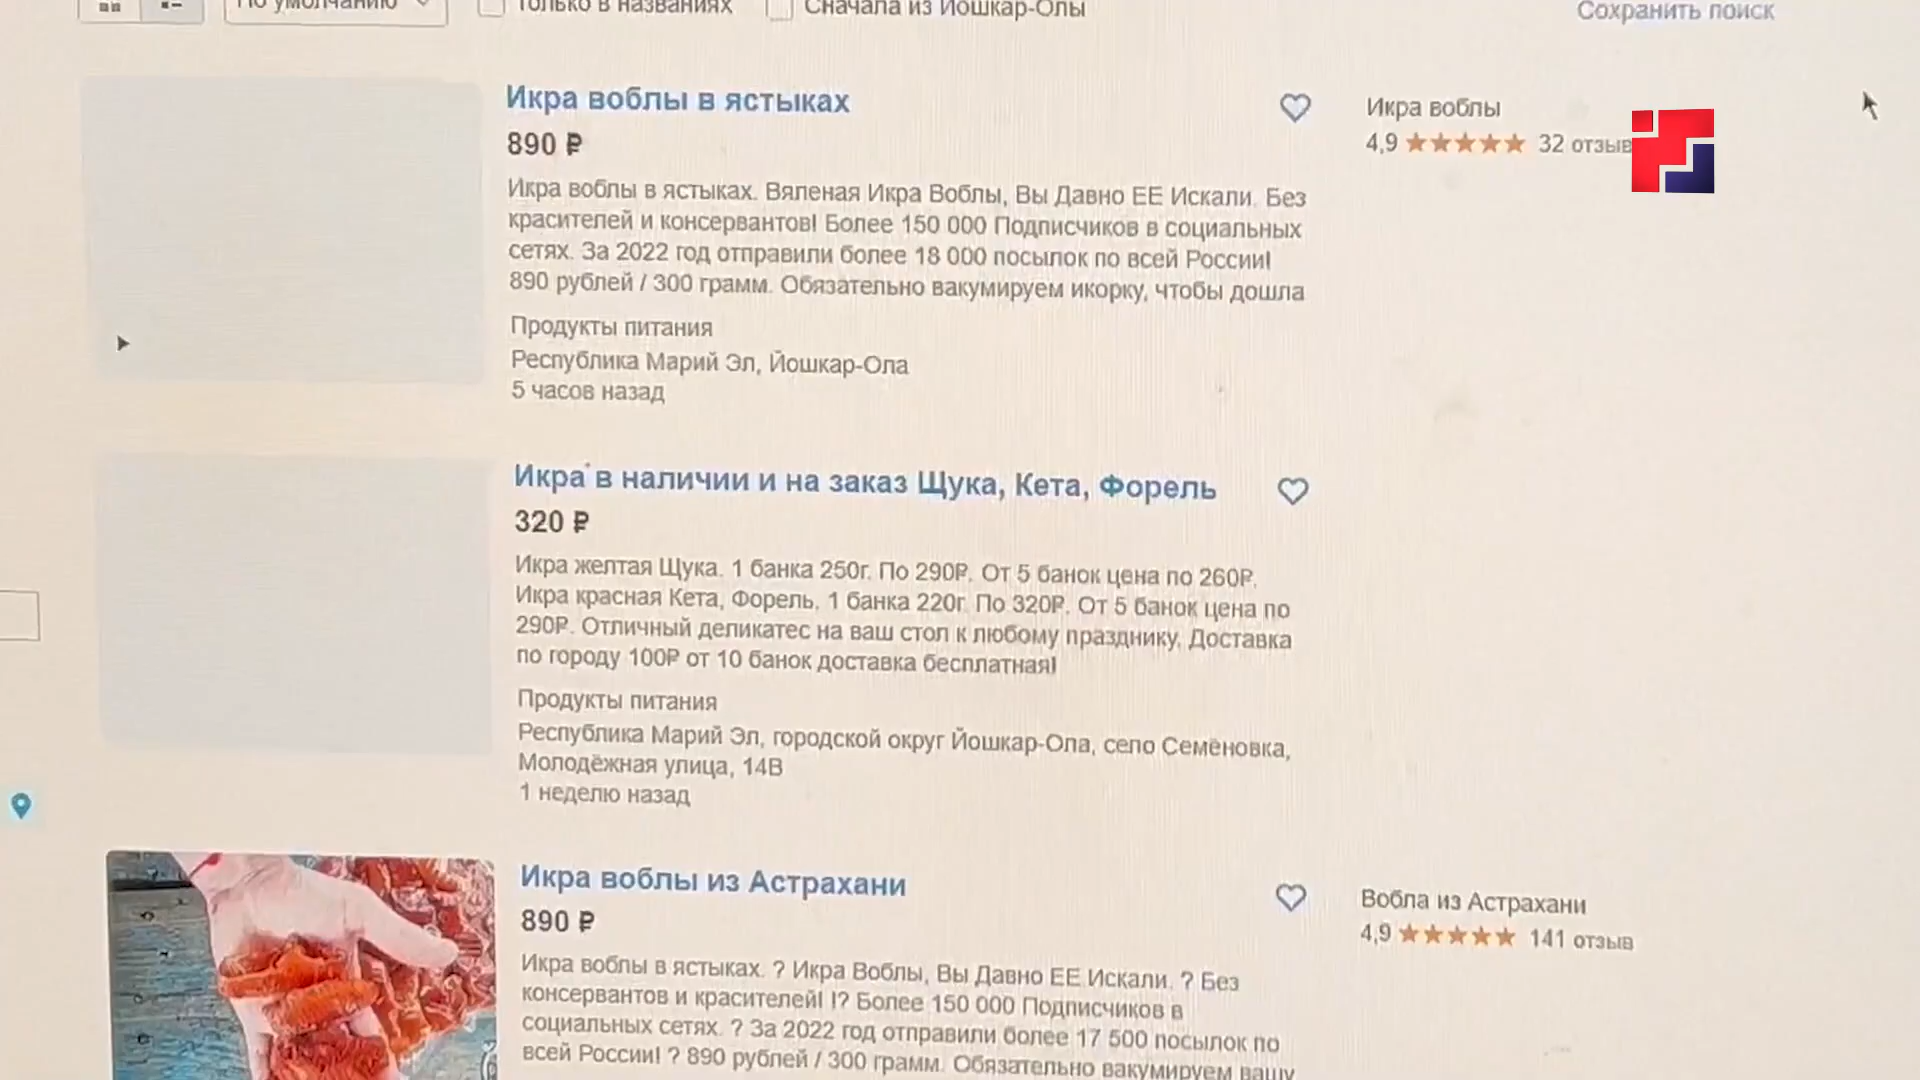 По умолчанию
Только в названиях
Сначала из Йошкар-Олы
Сохранить поиск
Икра воблы в ястыках
890 ₽
Икра воблы в ястыках. Вяленая Икра Воблы, Вы Давно ЕЕ Искали. Без
красителей и консервантов! Более 150 000 Подписчиков в социальных
сетях. За 2022 год отправили более 18 000 посылок по всей России!
890 рублей / 300 грамм. Обязательно вакумируем икорку, чтобы дошла
Продукты питания
Республика Марий Эл, Йошкар-Ола
5 часов назад
Икра воблы
4,9 ★★★★★ 32 отзыв
Икра в наличии и на заказ Щука, Кета, Форель
320 ₽
Икра желтая Щука. 1 банка 250г. По 290₽. От 5 банок цена по 260₽.
Икра красная Кета, Форель. 1 банка 220г. По 320₽. От 5 банок цена по
290₽. Отличный деликатес на ваш стол к любому празднику. Доставка
по городу 100₽ от 10 банок доставка бесплатная!
Продукты питания
Республика Марий Эл, городской округ Йошкар-Ола, село Семёновка,
Молодёжная улица, 14В
1 неделю назад
Икра воблы из Астрахани
890 ₽
Икра воблы в ястыках. ? Икра Воблы, Вы Давно ЕЕ Искали. ? Без
консервантов и красителей! !? Более 150 000 Подписчиков в
социальных сетях. ? За 2022 год отправили более 17 500 посылок по
всей России! ? 890 рублей / 300 грамм. Обязательно вакумируем вашу
Вобла из Астрахани
4,9 ★★★★★ 141 отзыв